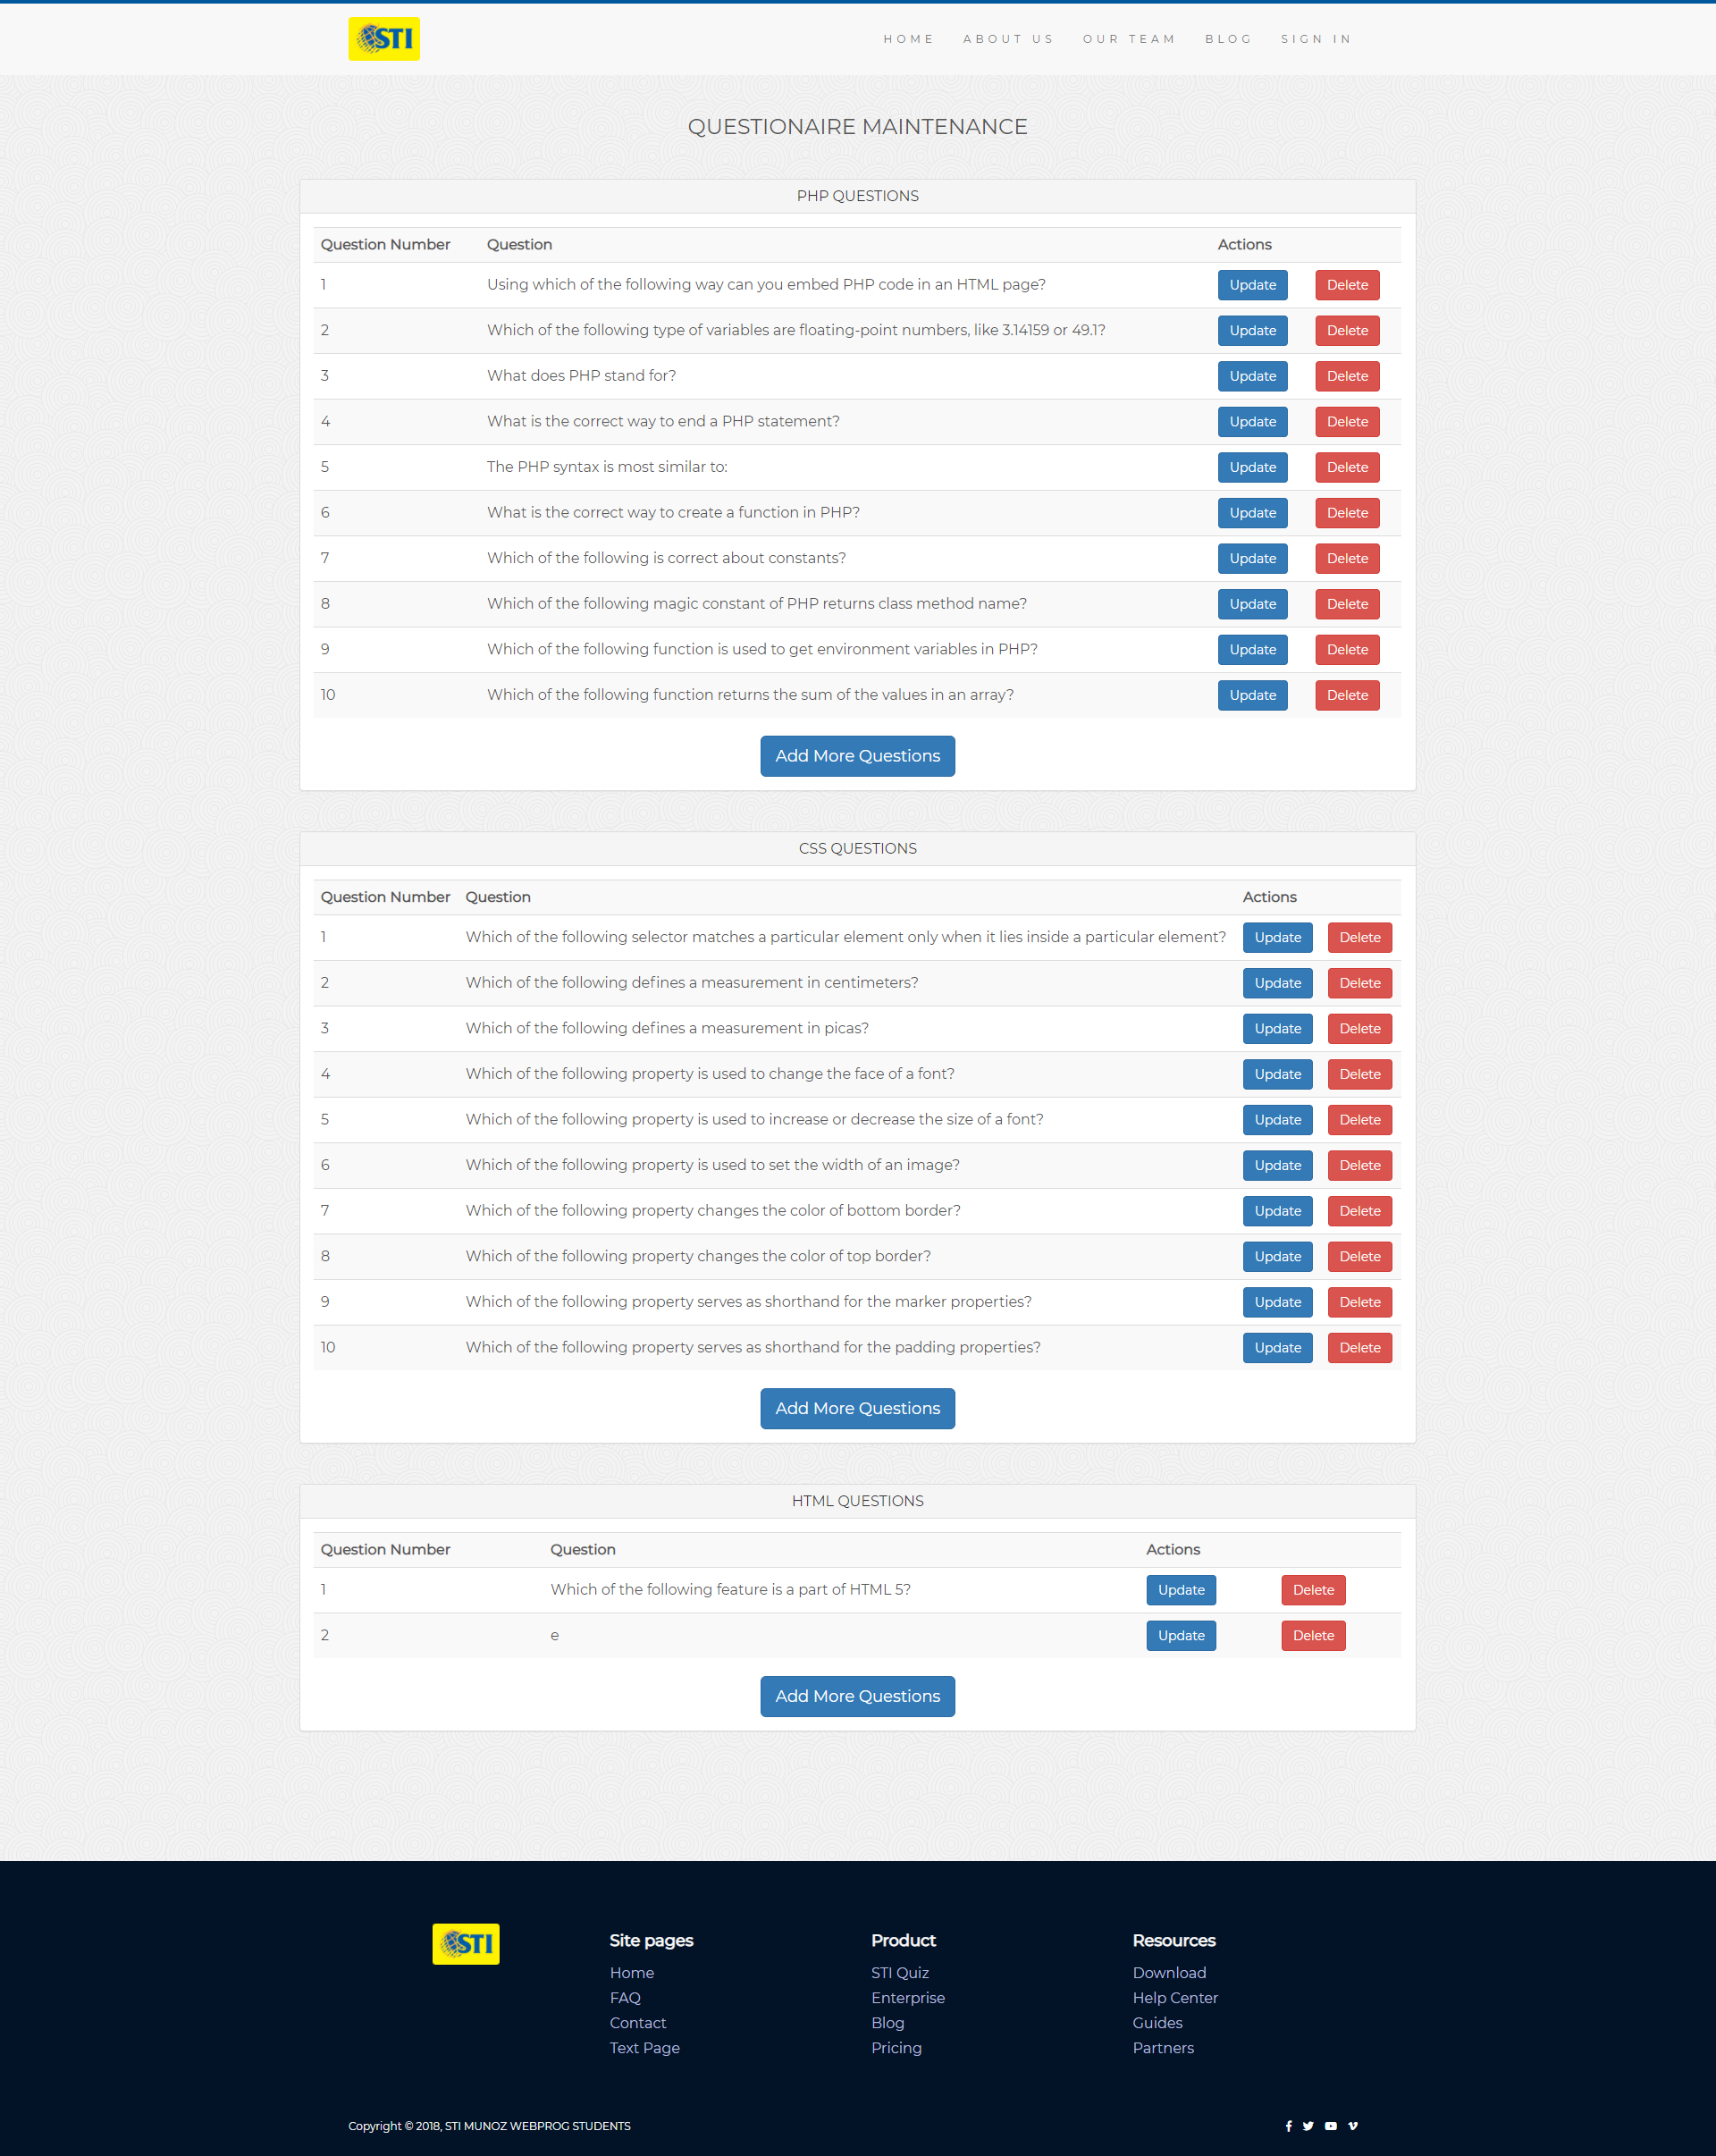 STI
HOME ABOUT US OUR TEAM BLOG SIGN IN
QUESTIONAIRE MAINTENANCE
PHP QUESTIONS
Question Number Question Actions
1 Using which of the following way can you embed PHP code in an HTML page? Update Delete
2 Which of the following type of variables are floating-point numbers, like 3.14159 or 49.1? Update Delete
3 What does PHP stand for? Update Delete
4 What is the correct way to end a PHP statement? Update Delete
5 The PHP syntax is most similar to: Update Delete
6 What is the correct way to create a function in PHP? Update Delete
7 Which of the following is correct about constants? Update Delete
8 Which of the following magic constant of PHP returns class method name? Update Delete
9 Which of the following function is used to get environment variables in PHP? Update Delete
10 Which of the following function returns the sum of the values in an array? Update Delete
Add More Questions
CSS QUESTIONS
Question Number Question Actions
1 Which of the following selector matches a particular element only when it lies inside a particular element? Update Delete
2 Which of the following defines a measurement in centimeters? Update Delete
3 Which of the following defines a measurement in picas? Update Delete
4 Which of the following property is used to change the face of a font? Update Delete
5 Which of the following property is used to increase or decrease the size of a font? Update Delete
6 Which of the following property is used to set the width of an image? Update Delete
7 Which of the following property changes the color of bottom border? Update Delete
8 Which of the following property changes the color of top border? Update Delete
9 Which of the following property serves as shorthand for the marker properties? Update Delete
10 Which of the following property serves as shorthand for the padding properties? Update Delete
Add More Questions
HTML QUESTIONS
Question Number Question Actions
1 Which of the following feature is a part of HTML 5? Update Delete
2 e Update Delete
Add More Questions
STI
Site pages
Home
FAQ
Contact
Text Page
Product
STI Quiz
Enterprise
Blog
Pricing
Resources
Download
Help Center
Guides
Partners
Copyright © 2018, STI MUNOZ WEBPROG STUDENTS